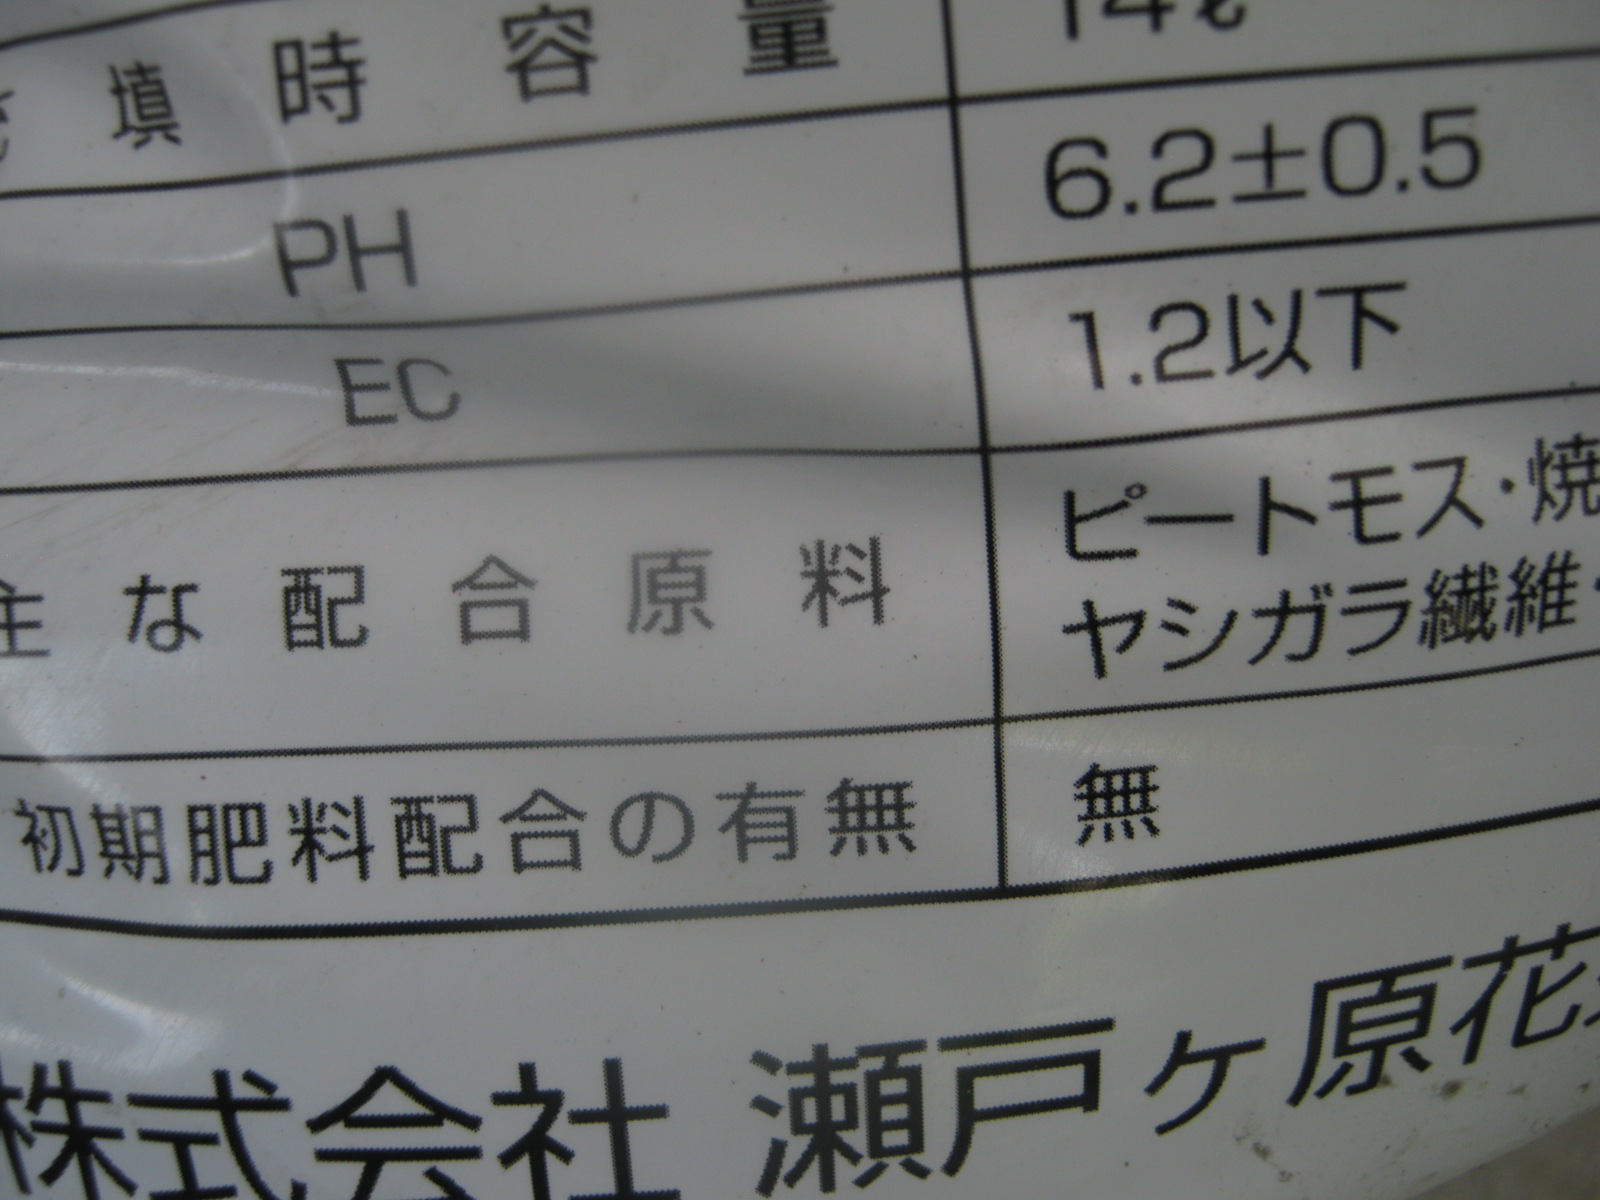 填時容量 14ℓ
PH 6.2±0.5
EC 1.2以下
主な配合原料 ピートモス・焼
ヤシガラ繊維・
初期肥料配合の有無 無
株式会社 瀬戸ヶ原花